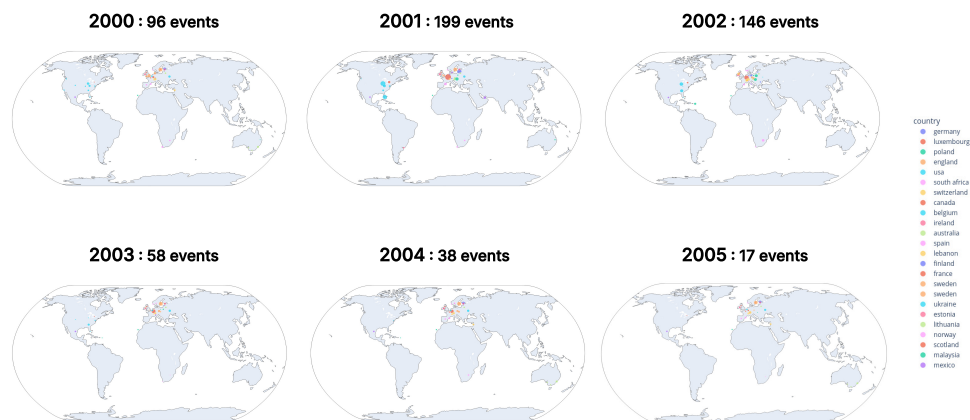 2000 : 96 events
2001 : 199 events
2002 : 146 events
2003 : 58 events
2004 : 38 events
2005 : 17 events
country
germany
luxembourg
poland
england
usa
south africa
switzerland
canada
belgium
ireland
australia
spain
lebanon
finland
france
sweden
sweden
ukraine
estonia
lithuania
norway
scotland
malaysia
mexico